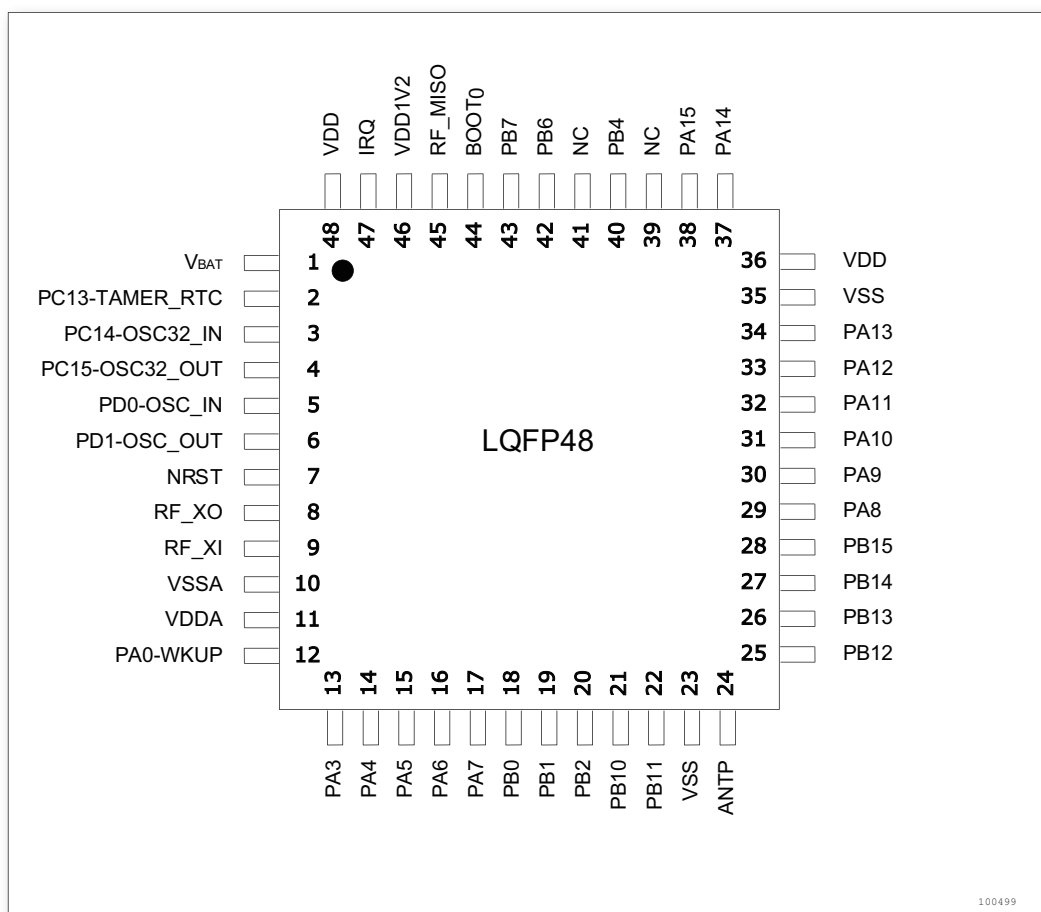 VDD
IRQ
VDD1V2
RF_MISO
BOOT0
PB7
PB6
NC
PB4
NC
PA15
PA14
48
47
46
45
44
43
42
41
40
39
38
37
VBAT 1
PC13-TAMER_RTC 2
PC14-OSC32_IN 3
PC15-OSC32_OUT 4
PD0-OSC_IN 5
PD1-OSC_OUT 6
NRST 7
RF_XO 8
RF_XI 9
VSSA 10
VDDA 11
PA0-WKUP 12
LQFP48
36 VDD
35 VSS
34 PA13
33 PA12
32 PA11
31 PA10
30 PA9
29 PA8
28 PB15
27 PB14
26 PB13
25 PB12
13
14
15
16
17
18
19
20
21
22
23
24
PA3
PA4
PA5
PA6
PA7
PB0
PB1
PB2
PB10
PB11
VSS
ANTP
100499